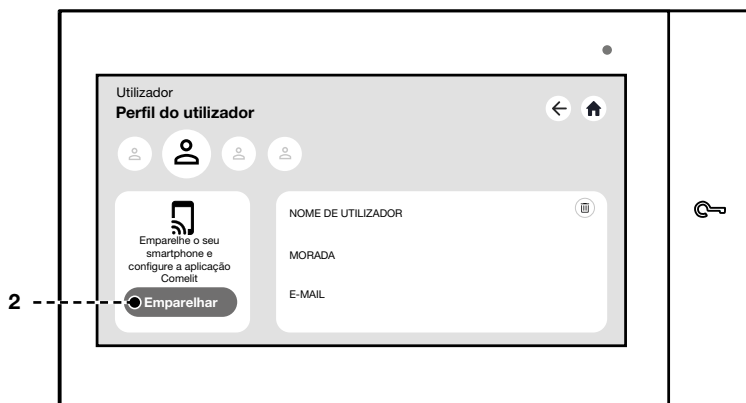 Utilizador
Perfil do utilizador
Emparelhe o seu
smartphone e
configure a aplicação
Comelit
Emparelhar
NOME DE UTILIZADOR
MORADA
E-MAIL
2